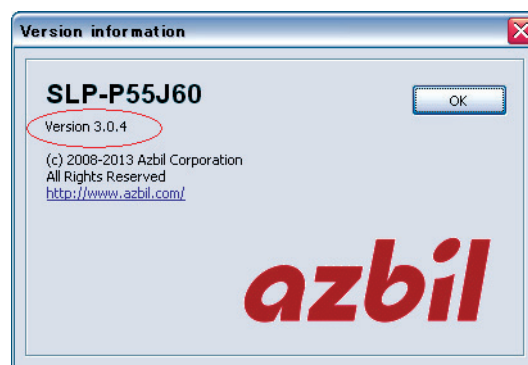 Version information
SLP-P55J60
OK
Version 3.0.4
(c) 2008-2013 Azbil Corporation
All Rights Reserved
http://www.azbil.com/
azbil